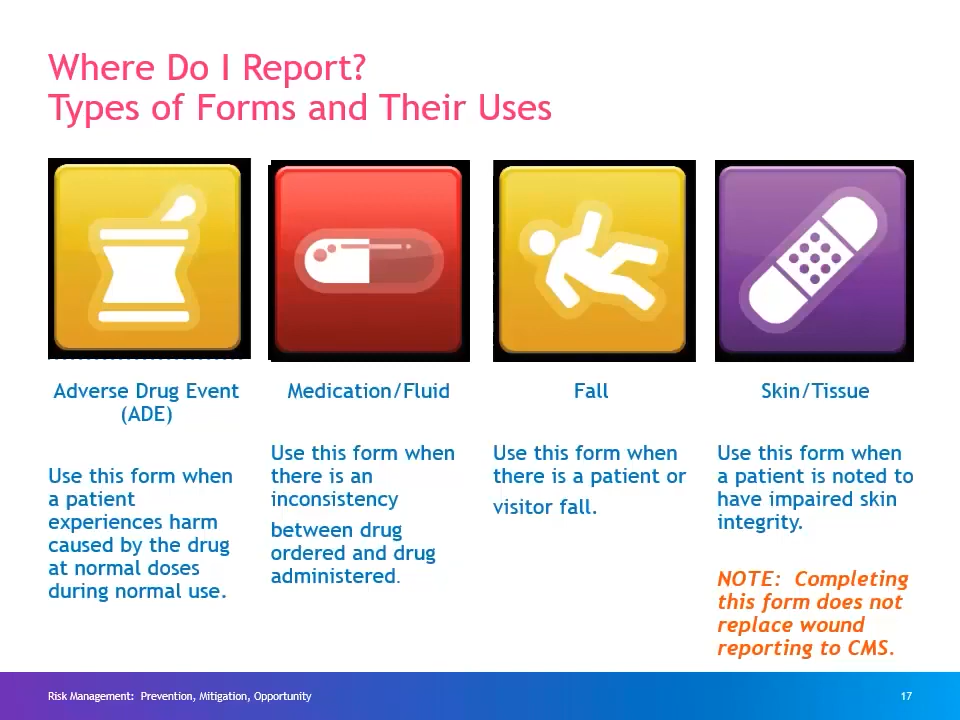 Where Do I Report?
Types of Forms and Their Uses
Adverse Drug Event
(ADE)
Use this form when
a patient
experiences harm
caused by the drug
at normal doses
during normal use.
Medication/Fluid
Use this form when
there is an
inconsistency
between drug
ordered and drug
administered.
Fall
Use this form when
there is a patient or
visitor fall.
Skin/Tissue
Use this form when
a patient is noted to
have impaired skin
integrity.
NOTE:  Completing
this form does not
replace wound
reporting to CMS.
Risk Management:  Prevention, Mitigation, Opportunity
17